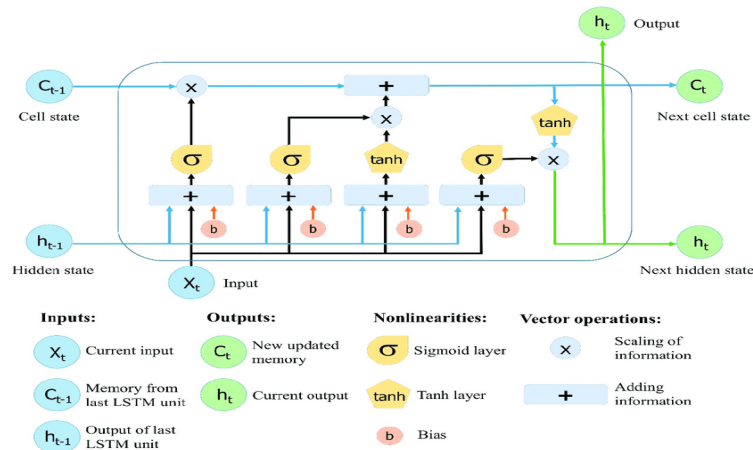 hₜ Output
Cₜ₋₁ × + Cₜ
Cell state Next cell state
tanh
×
σ σ tanh σ ×
+ + + +
b b b b
hₜ₋₁ hₜ
Hidden state Next hidden state
Xₜ Input
Inputs: Outputs: Nonlinearities: Vector operations:
Xₜ Current input
Cₜ₋₁ Memory from
last LSTM unit
hₜ₋₁ Output of last
LSTM unit
Cₜ New updated
memory
hₜ Current output
σ Sigmoid layer
tanh Tanh layer
b Bias
× Scaling of
information
+ Adding
information